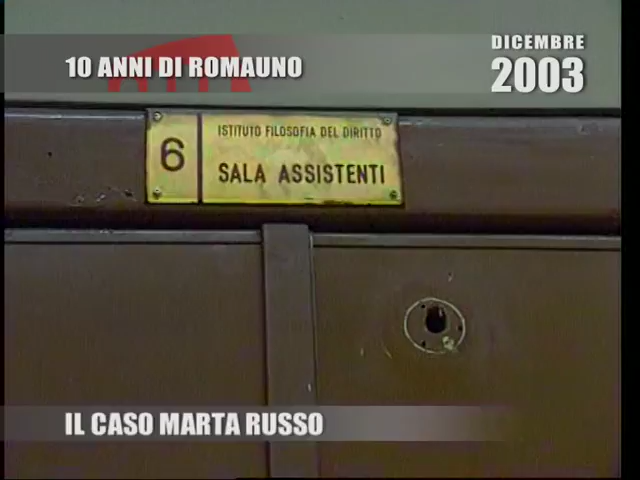 10 ANNI DI ROMAUNO
DICEMBRE
2003
6
ISTITUTO FILOSOFIA DEL DIRITTO
SALA ASSISTENTI
IL CASO MARTA RUSSO